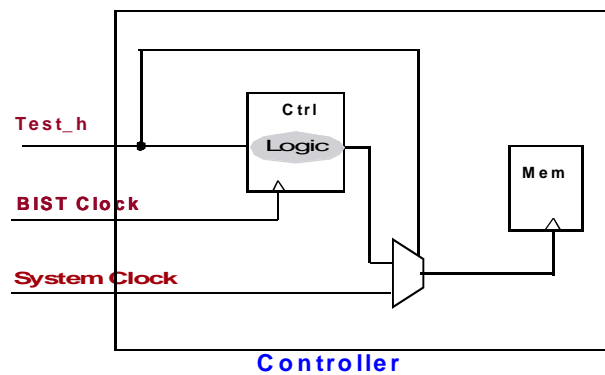 Ctrl
Test_h
Logic
Mem
BIST Clock
System Clock
Controller